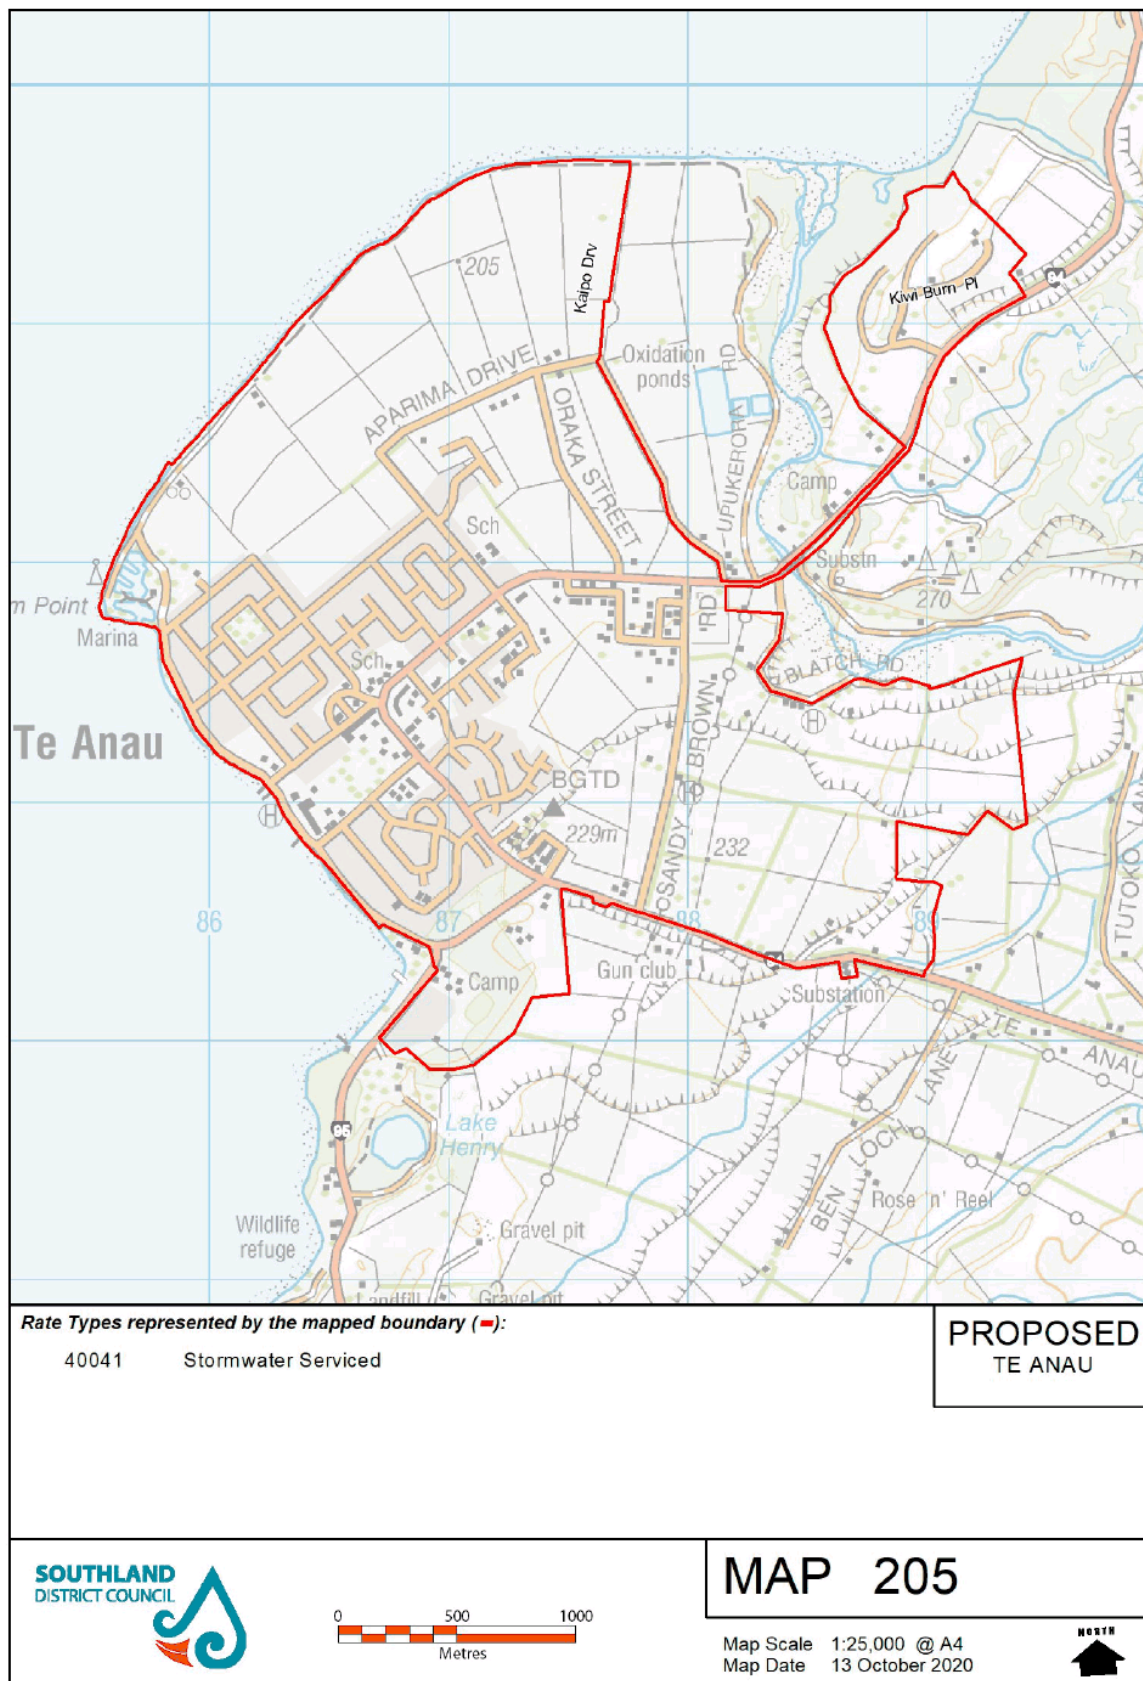 205
Kaipo Drv
Kiwi Burn Pl
94
APARIMA DRIVE
ORAKA STREET
Oxidation
ponds
UPUKERORA RD
Camp
Sch
Substn
270
m Point
Marina
Sch
RD
BLATCH RD
Te Anau
H
H
BGTD
229m
H
SANDY BROWN
232
TUTOKO LAN
86
87
88
89
Camp
Gun club
Substation
TE ANAU
BEN LOCH LANE
95
Lake
Henry
Rose 'n' Reel
Wildlife
refuge
Gravel pit
Landfill
Gravel pit
Rate Types represented by the mapped boundary ( ):
40041 Stormwater Serviced
PROPOSED
TE ANAU
SOUTHLAND
DISTRICT COUNCIL
0 500 1000
Metres
MAP 205
Map Scale 1:25,000 @ A4
Map Date 13 October 2020
NORTH